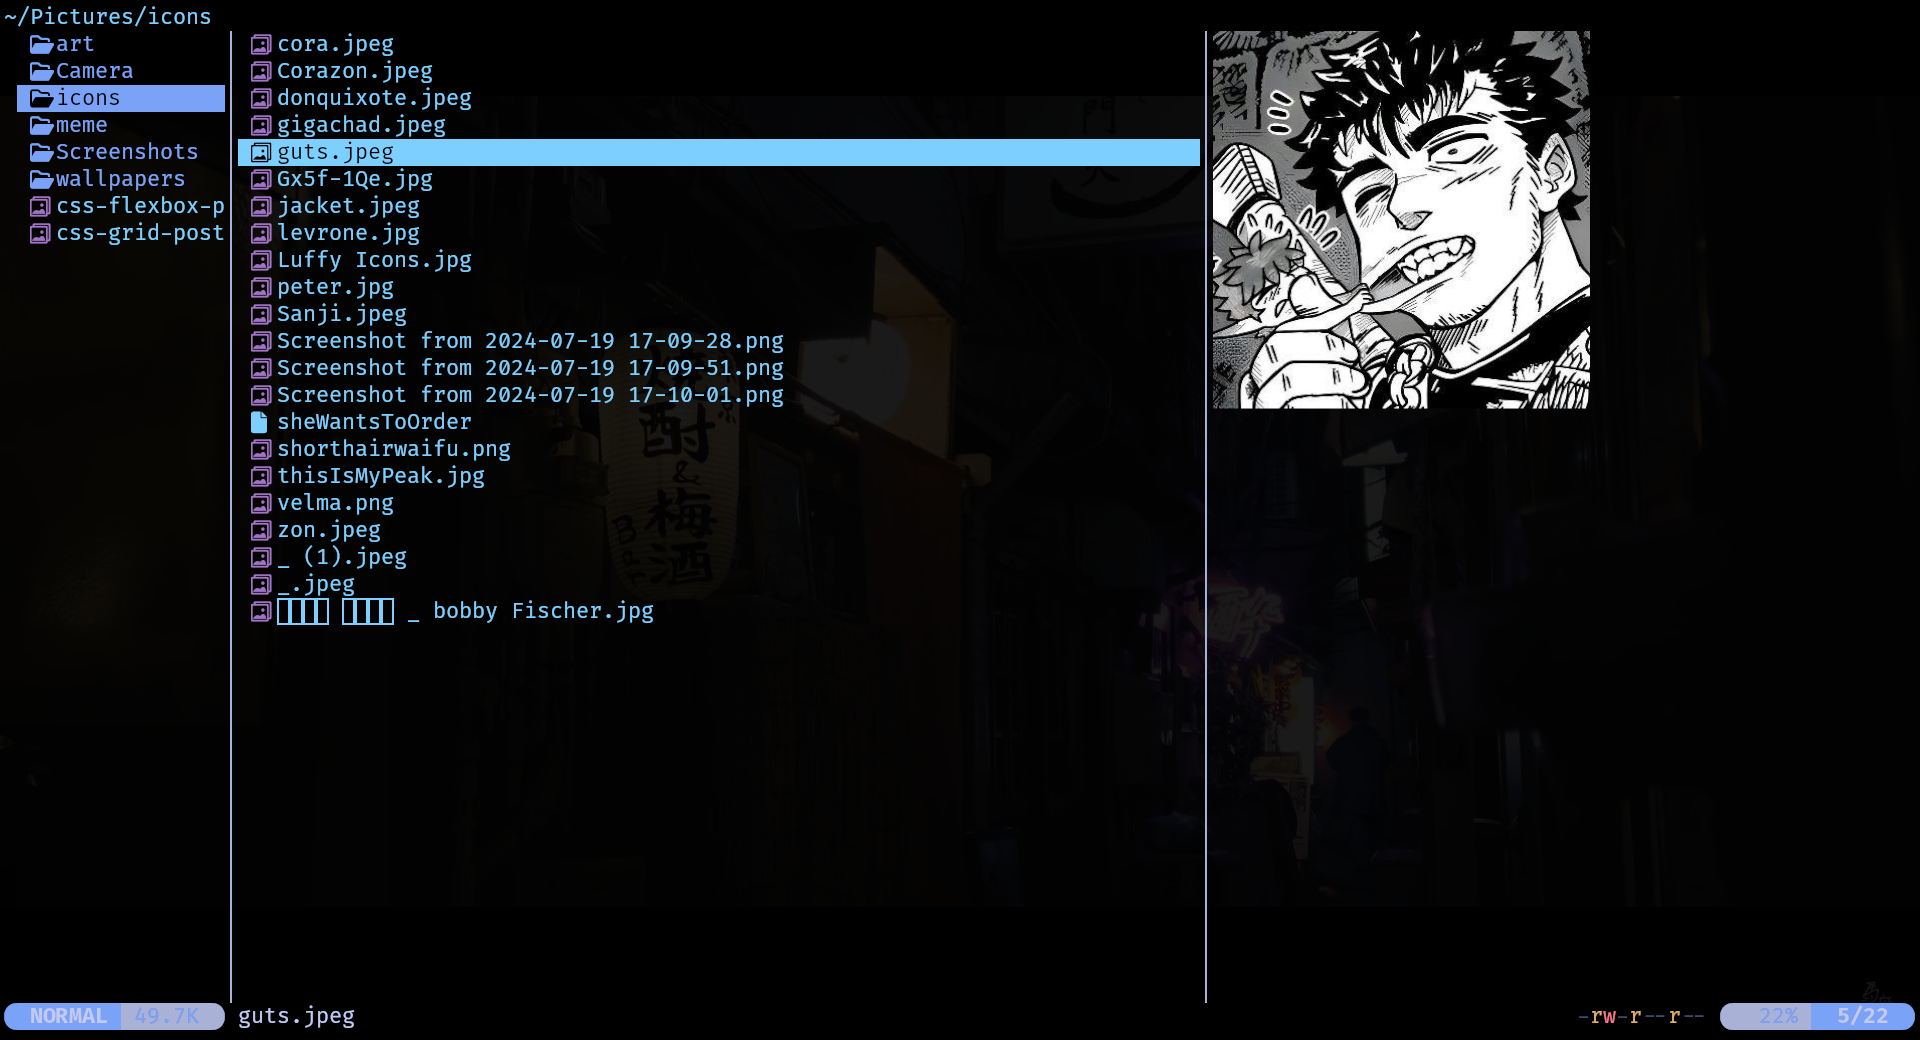 ~/Pictures/icons
art
Camera
icons
meme
Screenshots
wallpapers
css-flexbox-p
css-grid-post
cora.jpeg
Corazon.jpeg
donquixote.jpeg
gigachad.jpeg
guts.jpeg
Gx5f-1Qe.jpg
jacket.jpeg
levrone.jpg
Luffy Icons.jpg
peter.jpg
Sanji.jpeg
Screenshot from 2024-07-19 17-09-28.png
Screenshot from 2024-07-19 17-09-51.png
Screenshot from 2024-07-19 17-10-01.png
sheWantsToOrder
shorthairwaifu.png
thisIsMyPeak.jpg
velma.png
zon.jpeg
_ (1).jpeg
_.jpeg
_ bobby Fischer.jpg
酎
&
梅
酒
Bar
NORMAL 49.7K guts.jpeg -rw-r--r-- 22% 5/22